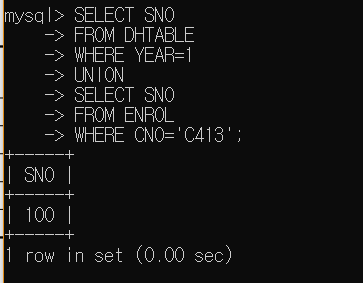 mysql> SELECT SNO
-> FROM DHTABLE
-> WHERE YEAR=1
-> UNION
-> SELECT SNO
-> FROM ENROL
-> WHERE CNO='C413';
+-----+
| SNO |
+-----+
| 100 |
+-----+
1 row in set (0.00 sec)